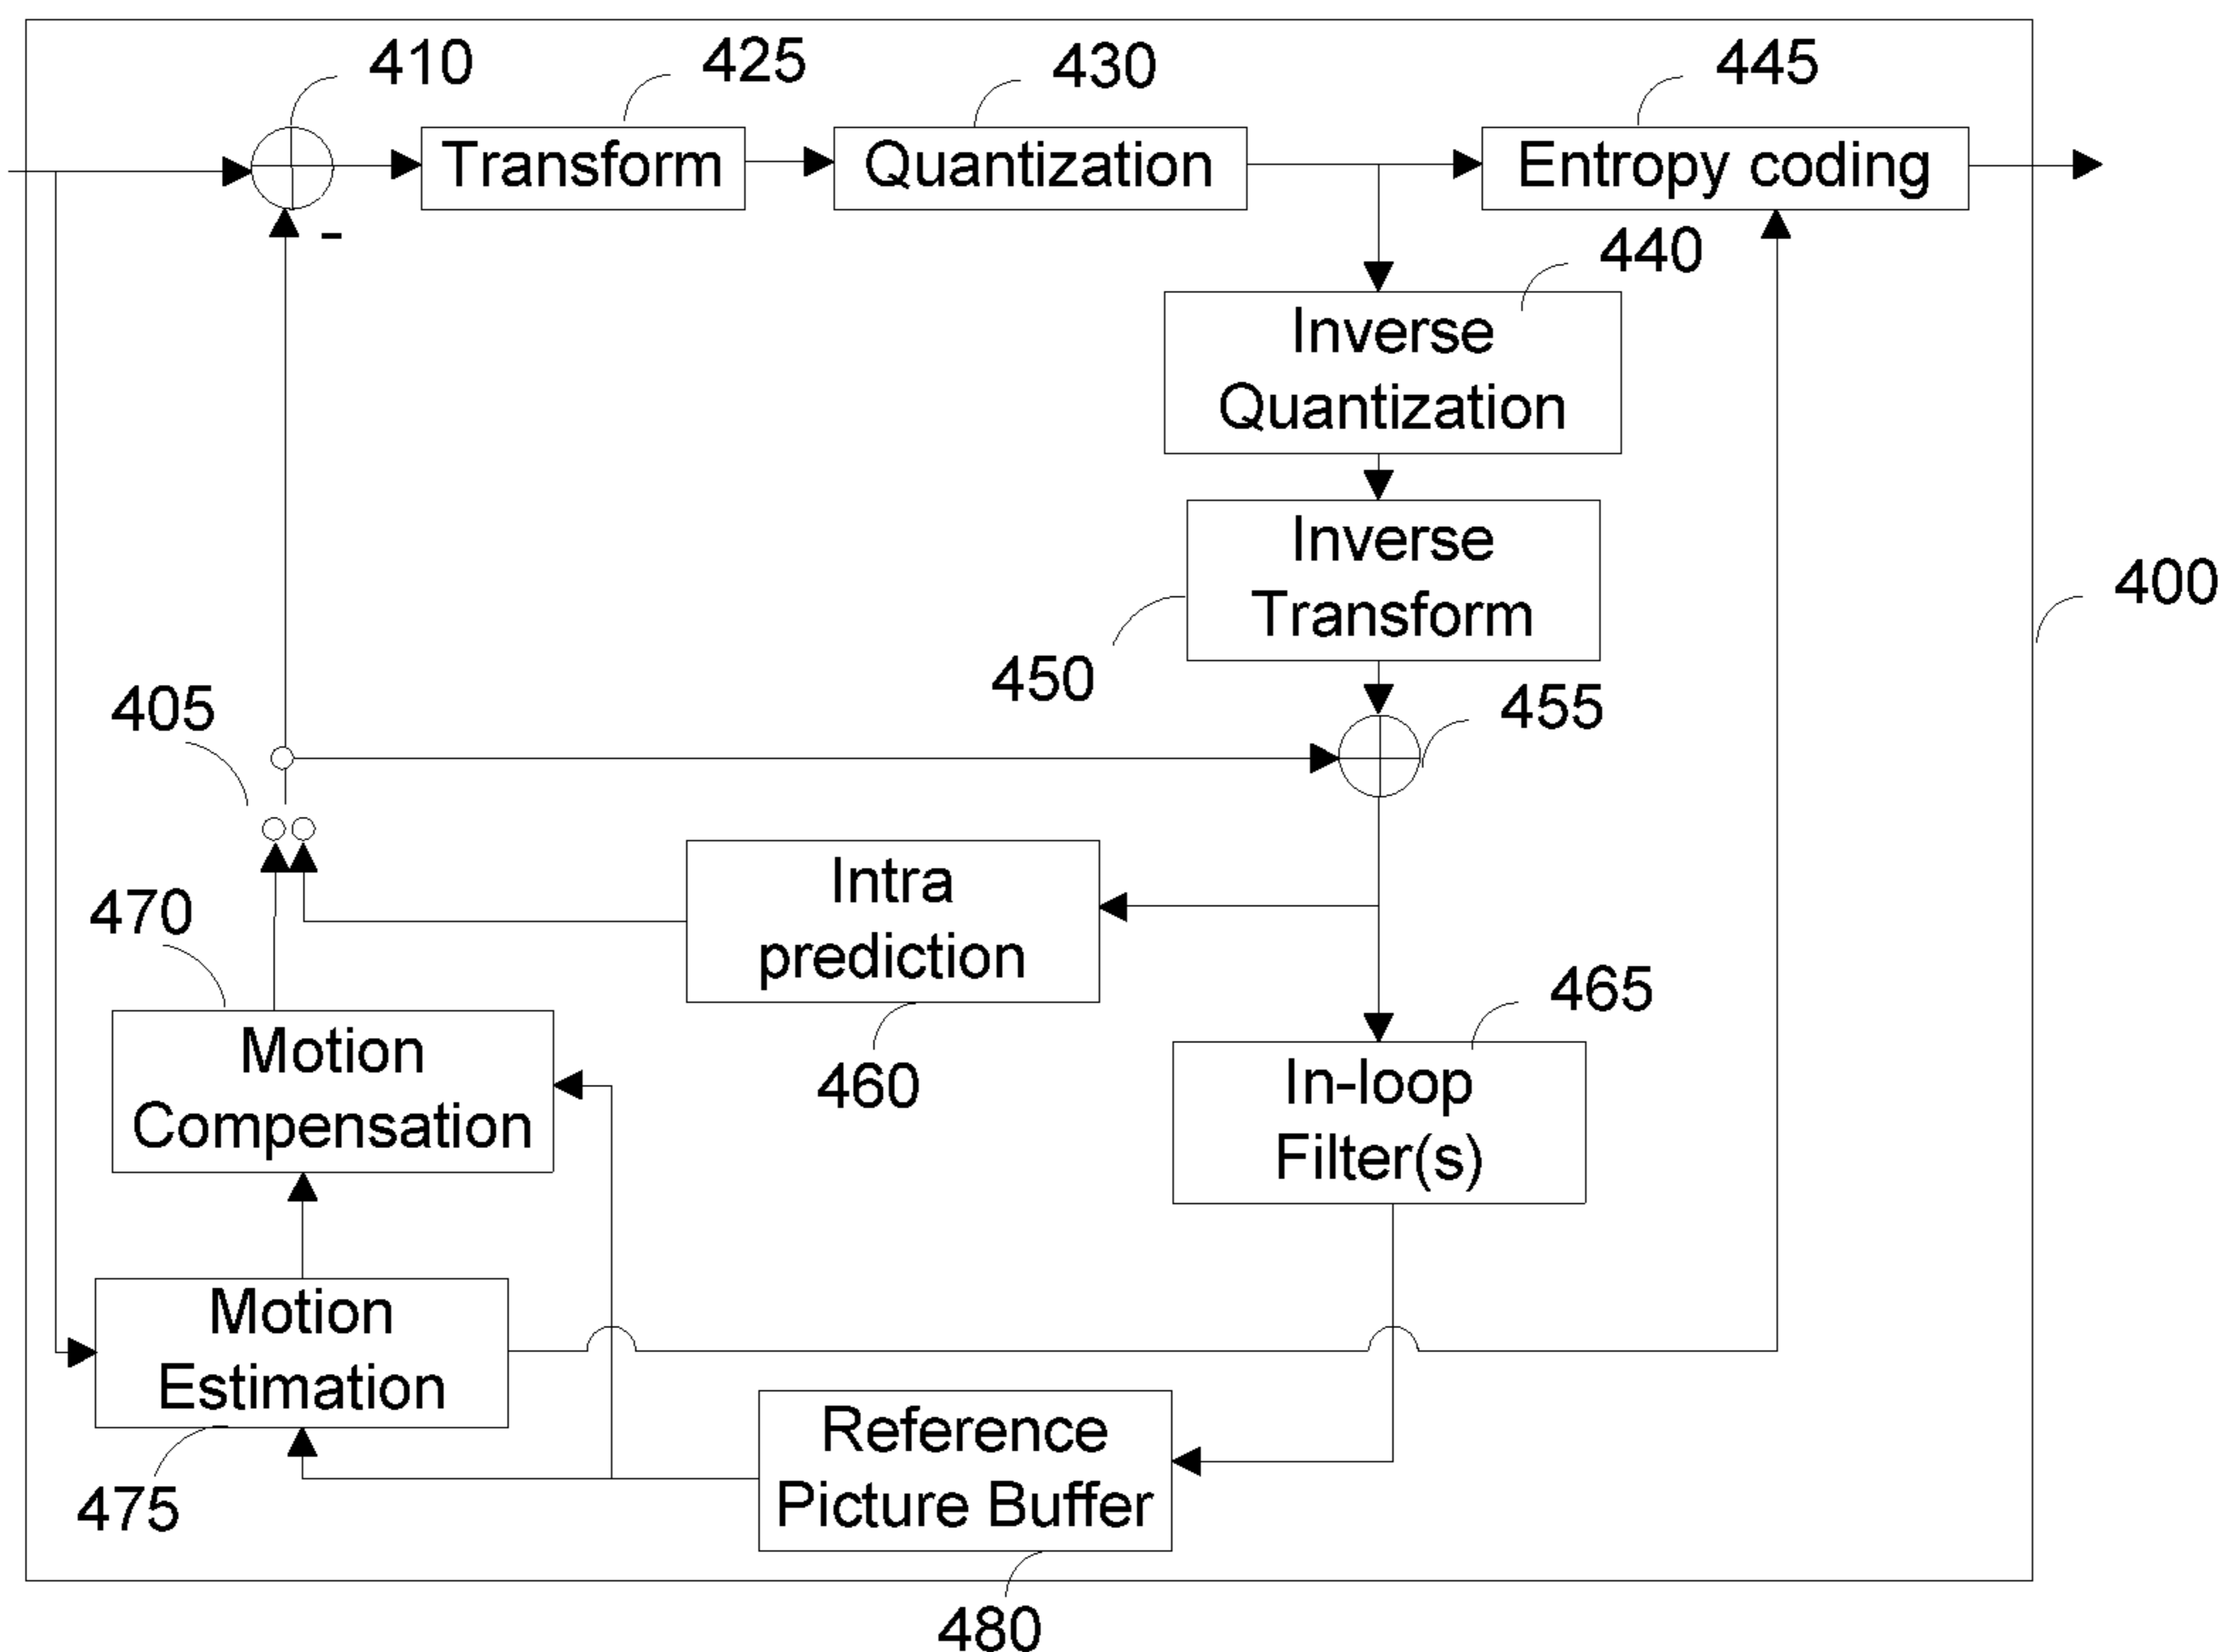 410
425
430
445
Transform
Quantization
Entropy coding
-
440
Inverse
Quantization
Inverse
Transform
400
450
405
455
Intra
prediction
470
465
460
Motion
Compensation
In-loop
Filter(s)
Motion
Estimation
Reference
Picture Buffer
475
480